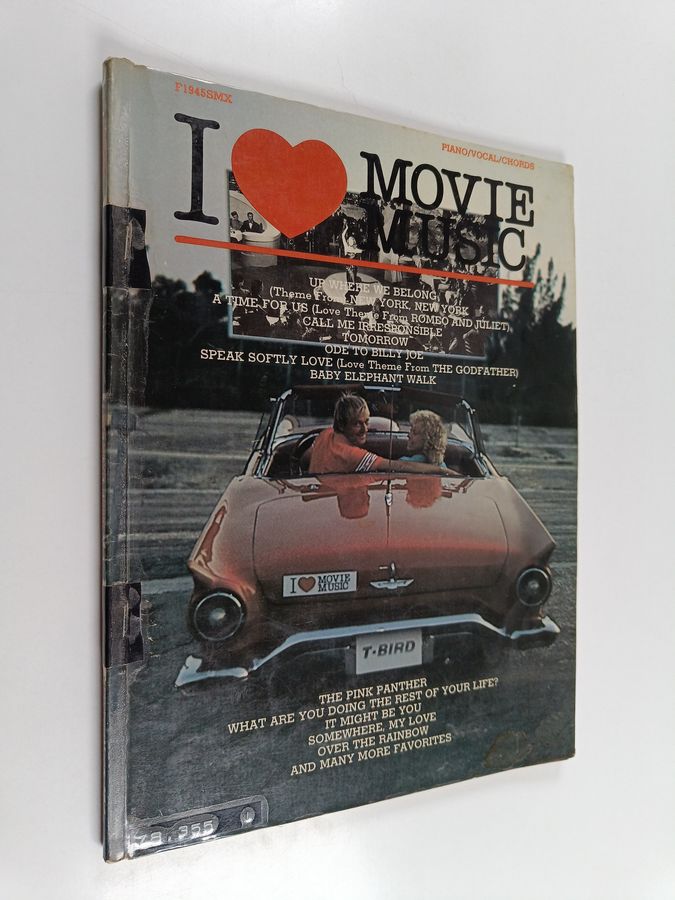 F1945SMX
PIANO/VOCAL/CHORDS
I ❤ MOVIE
MUSIC
UP WHERE WE BELONG
(Theme From) NEW YORK, NEW YORK
A TIME FOR US (Love Theme From ROMEO AND JULIET)
CALL ME IRRESPONSIBLE
TOMORROW
ODE TO BILLY JOE
SPEAK SOFTLY LOVE (Love Theme From THE GODFATHER)
BABY ELEPHANT WALK
I ❤ MOVIE
MUSIC
T-BIRD
THE PINK PANTHER
WHAT ARE YOU DOING THE REST OF YOUR LIFE?
IT MIGHT BE YOU
SOMEWHERE, MY LOVE
OVER THE RAINBOW
AND MANY MORE FAVORITES
78.355 L